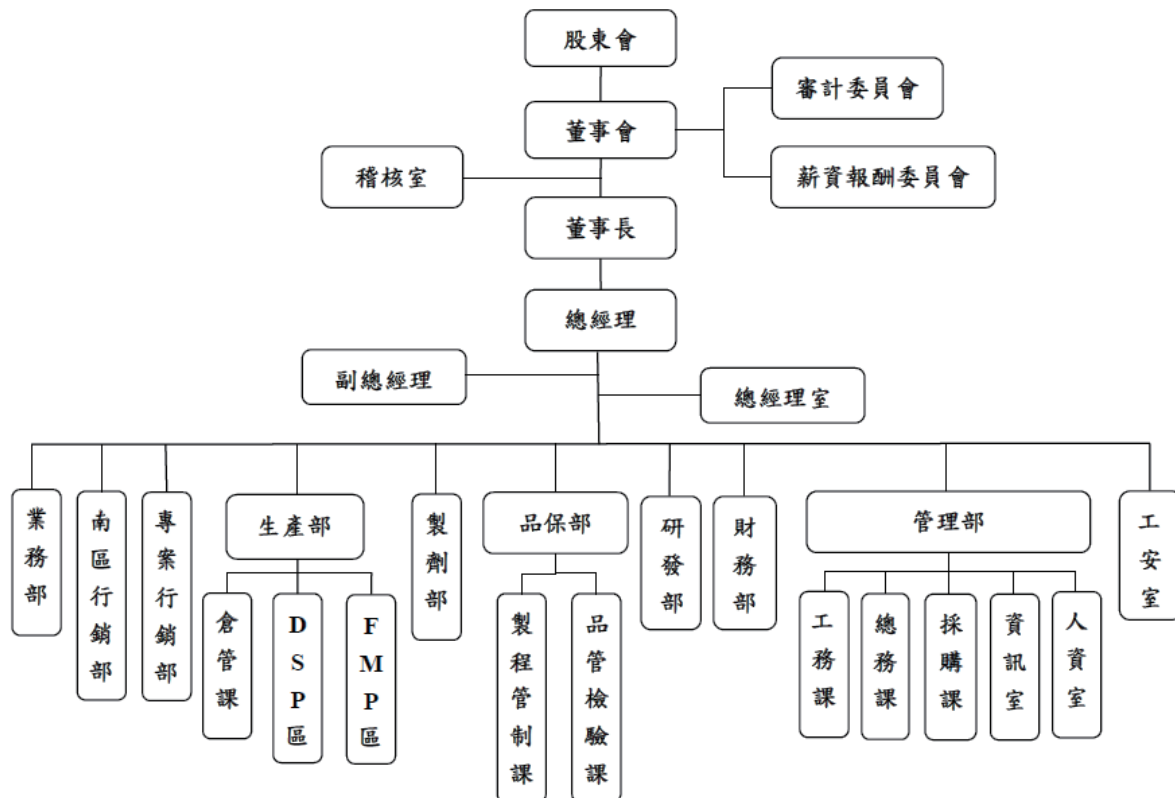 股東會
審計委員會
董事會
稽核室
薪資報酬委員會
董事長
總經理
副總經理
總經理室
業務部
南區行銷部
專案行銷部
生產部
製劑部
品保部
研發部
財務部
管理部
工安室
倉管課
DSP區
FMP區
製程管制課
品管檢驗課
工務課
總務課
採購課
資訊室
人資室